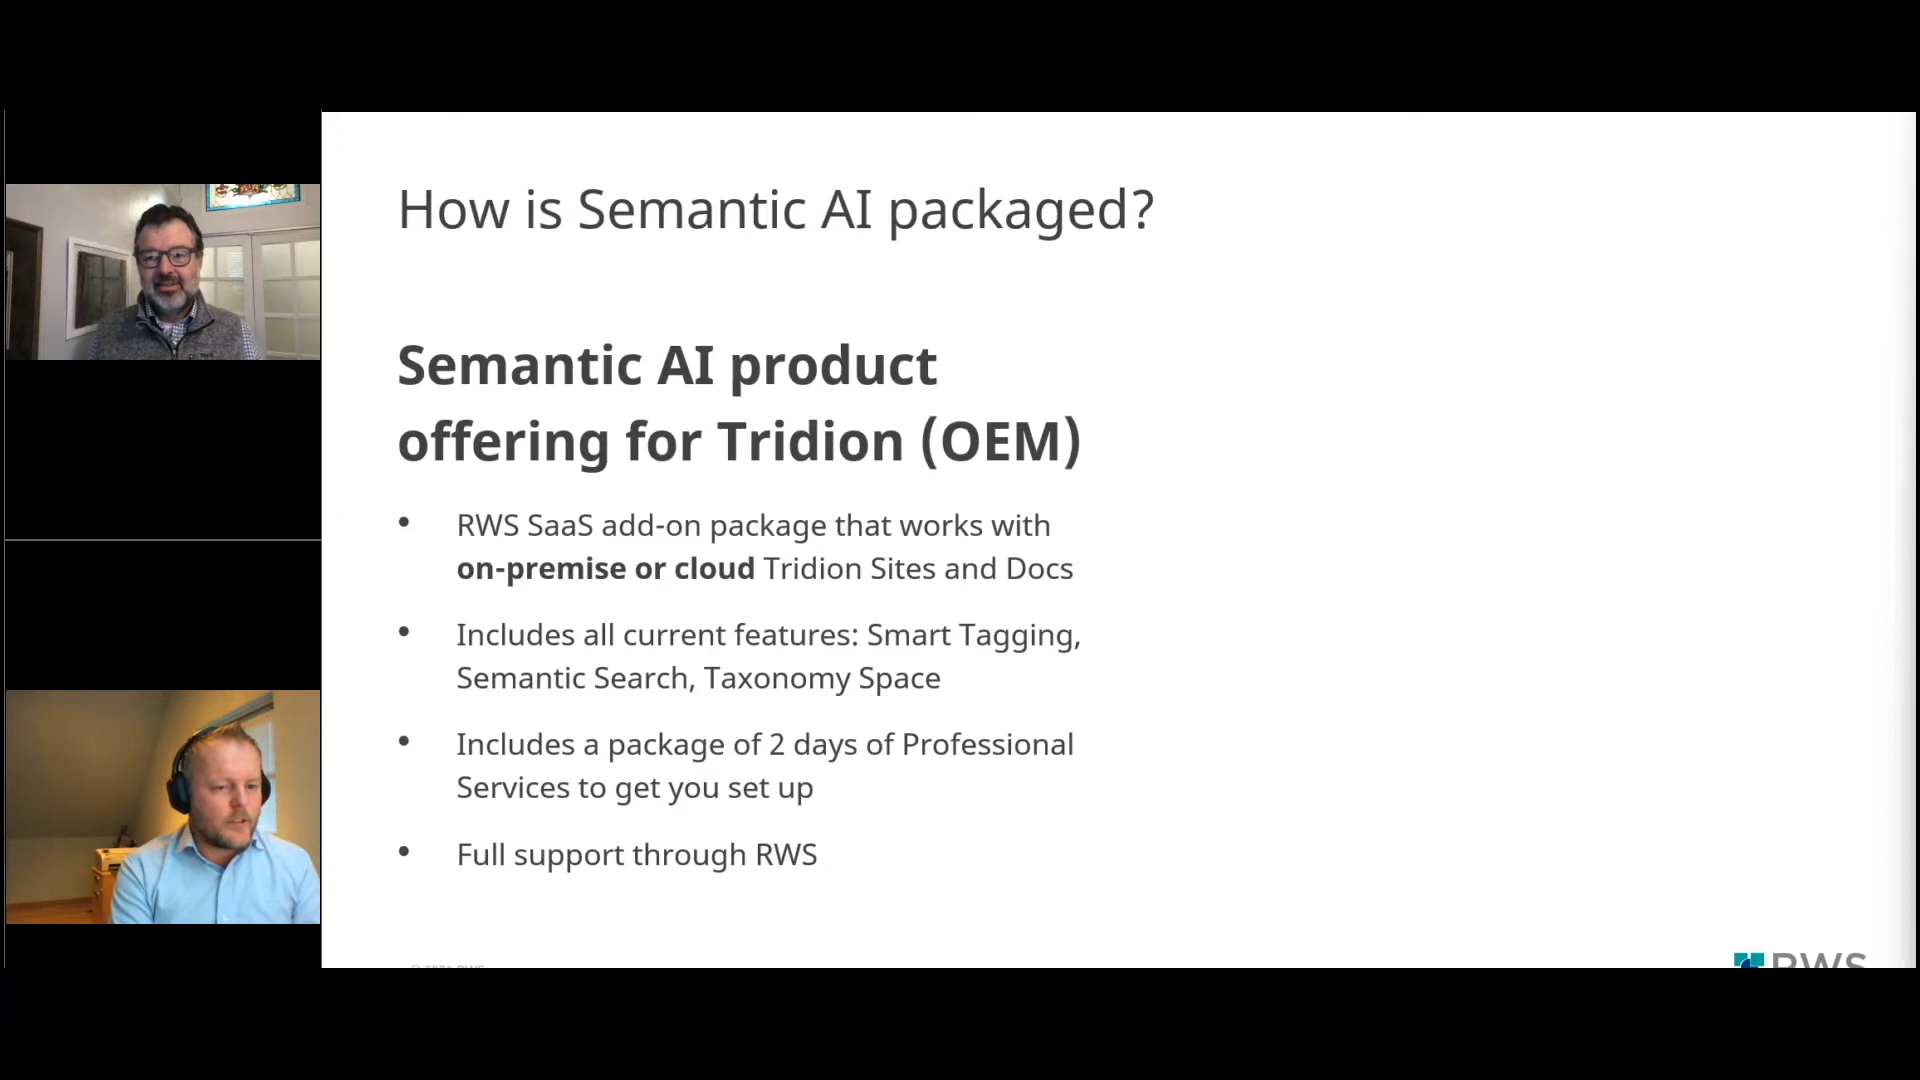 How is Semantic AI packaged?
Semantic AI product
offering for Tridion (OEM)
• RWS SaaS add-on package that works with
on-premise or cloud Tridion Sites and Docs
• Includes all current features: Smart Tagging,
Semantic Search, Taxonomy Space
• Includes a package of 2 days of Professional
Services to get you set up
• Full support through RWS
RWS